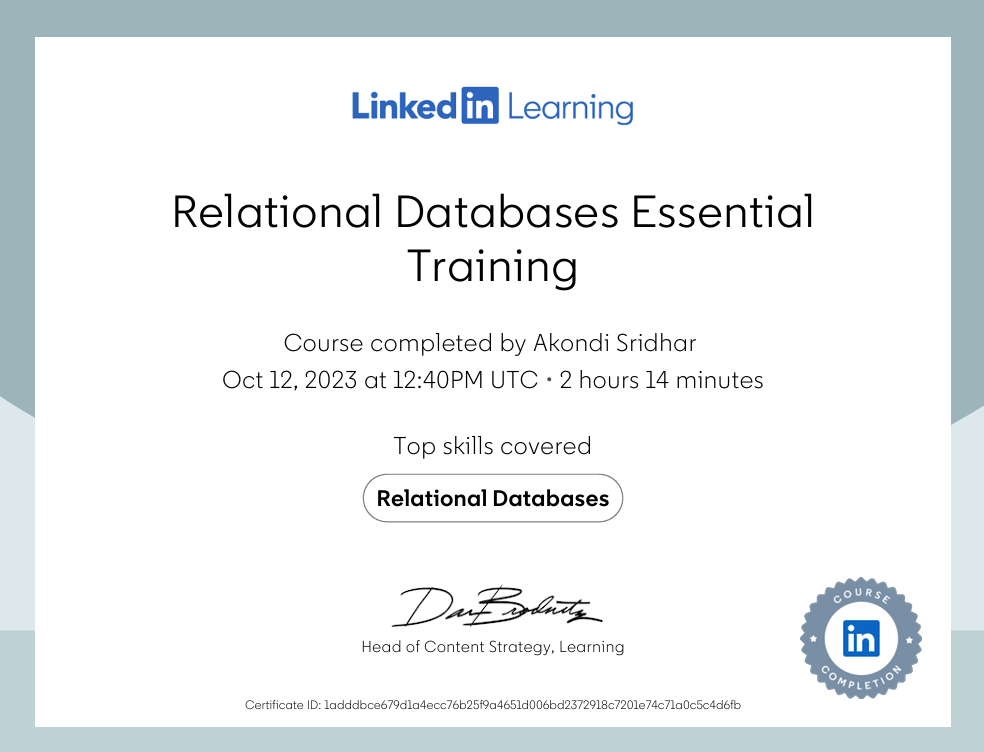 Linked in Learning
Relational Databases Essential
Training
Course completed by Akondi Sridhar
Oct 12, 2023 at 12:40PM UTC • 2 hours 14 minutes
Top skills covered
Relational Databases
Dan Brodnitz
Head of Content Strategy, Learning
COURSE
in
COMPLETION
Certificate ID: 1adddbce679d1a4ecc76b25f9a4651d006bd2372918c7201e74c71a0c5c4d6fb